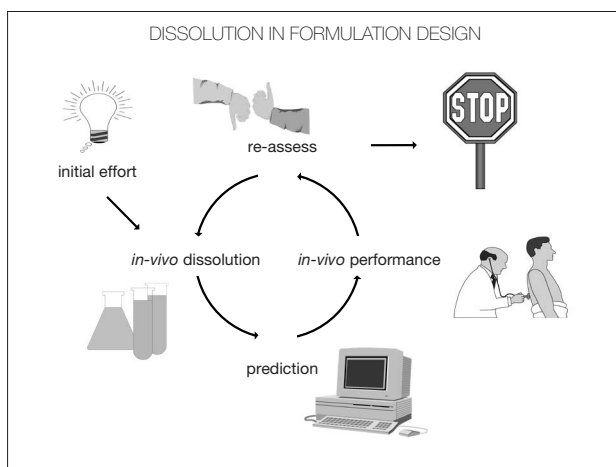 DISSOLUTION IN FORMULATION DESIGN
STOP
re-assess
initial effort
in-vivo dissolution
in-vivo performance
prediction